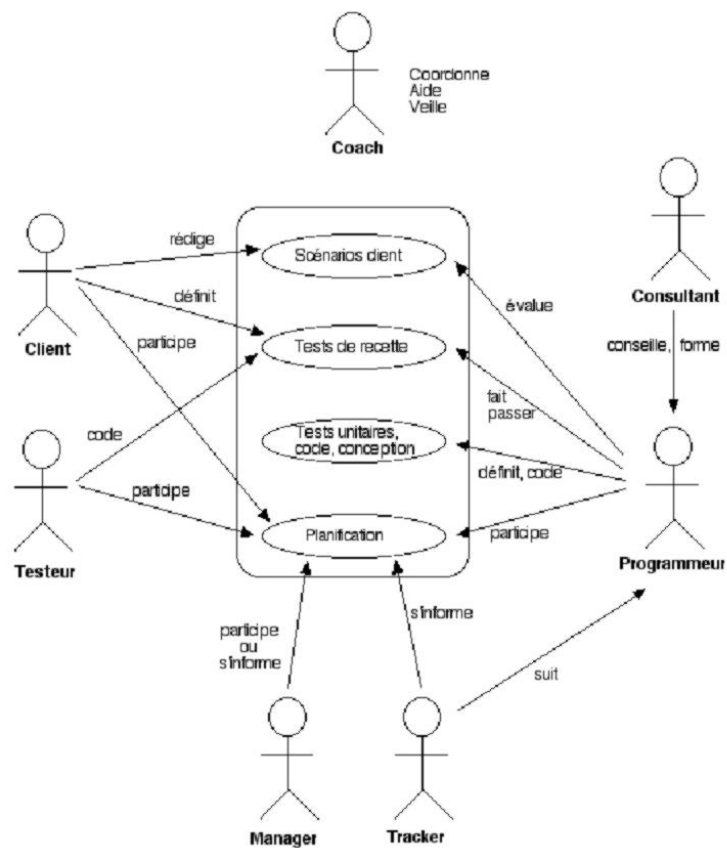 Coordonne
Aide
Veille
Coach
rédige
Scénarios client
définit
évalue
Consultant
Client
participe
Tests de recette
conseille, forme
fait
passer
code
Tests unitaires,
code, conception
définit, code
participe
Planification
participe
Testeur
Programmeur
participe
ou
s'informe
s'informe
suit
Manager
Tracker